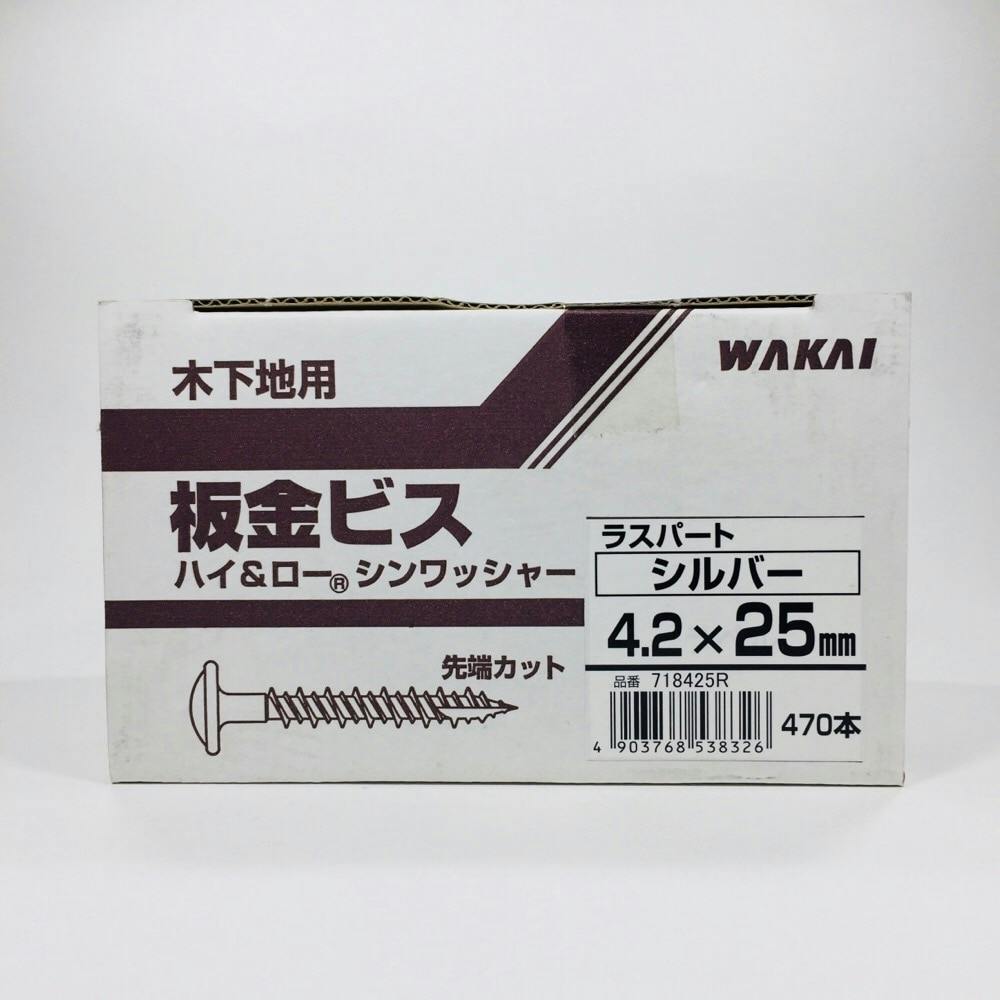 木下地用
WAKAI
板金ビス
ハイ&ロー® シンワッシャー
先端カット
ラスパート
シルバー
4.2×25mm
品番 718425R
4 903768 538326
470本